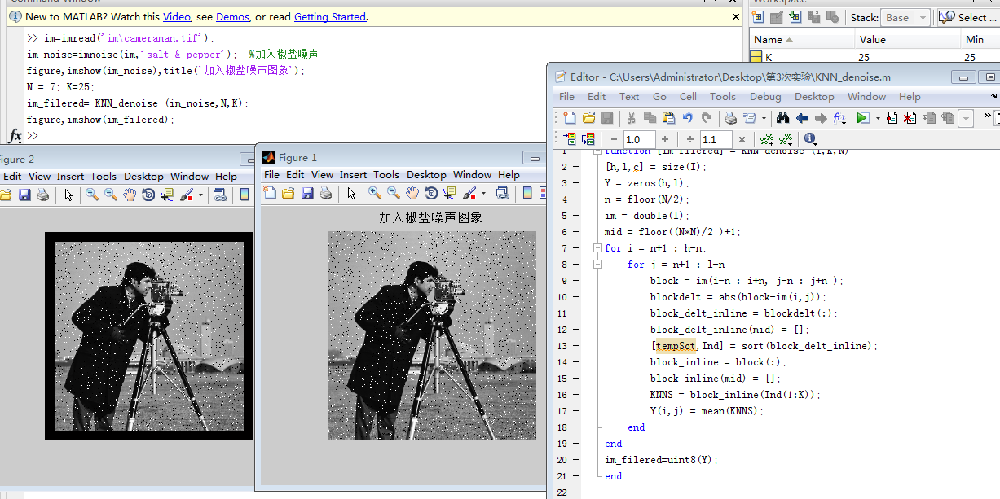 Command Window
New to MATLAB? Watch this Video, see Demos, or read Getting Started.
>> im=imread('im\cameraman.tif');
im_noise=imnoise(im,'salt & pepper');  %加入椒盐噪声
figure,imshow(im_noise),title('加入椒盐噪声图象');
N = 7; K=25;
im_filered= KNN_denoise (im_noise,N,K);
figure,imshow(im_filered);
fx >>
Workspace
Stack: Base Select ...
Name Value Min
K 25 25
Figure 2
Edit View Insert Tools Desktop Window Help
Figure 1
File Edit View Insert Tools Desktop Window Help
加入椒盐噪声图象
Editor - C:\Users\Administrator\Desktop\第3次实验\KNN_denoise.m
File Edit Text Go Cell Tools Debug Desktop Window Help
1.0 1.1
1 function [im_filered] = KNN_denoise (I,K,N)
2 [h,l,c] = size(I);
3 Y = zeros(h,l);
4 n = floor(N/2);
5 im = double(I);
6 mid = floor((N*N)/2 )+1;
7 for i = n+1 : h-n;
8 for j = n+1 : l-n
9 block = im(i-n : i+n, j-n : j+n );
10 blockdelt = abs(block-im(i,j));
11 block_delt_inline = blockdelt(:);
12 block_delt_inline(mid) = [];
13 [tempSot,Ind] = sort(block_delt_inline);
14 block_inline = block(:);
15 block_inline(mid) = [];
16 KNNS = block_inline(Ind(1:K));
17 Y(i,j) = mean(KNNS);
18 end
19 end
20 im_filered=uint8(Y);
21 end
22